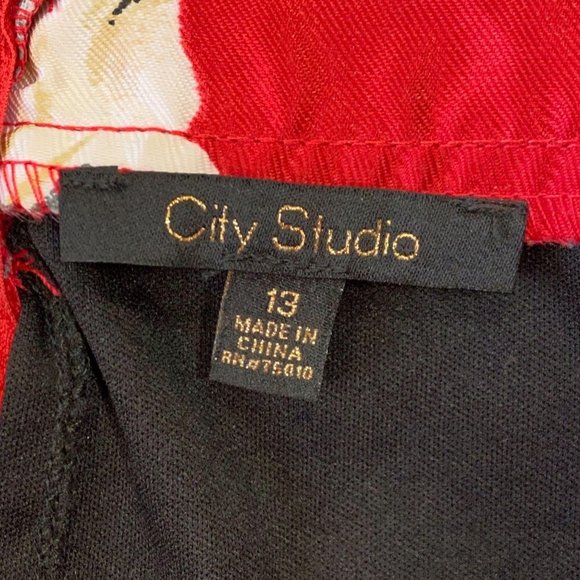 City Studio
13
MADE IN
CHINA
RN#75010